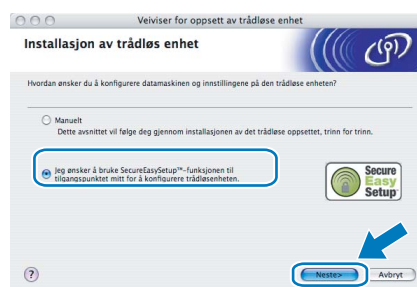 Veiviser for oppsett av trådløse enhet
Installasjon av trådløs enhet
Hvordan ønsker du å konfigurere datamaskinen og innstillingene på den trådløse enheten?
Manuelt
Dette avsnittet vil følge deg gjennom installasjonen av det trådløse oppsettet, trinn for trinn.
Jeg ønsker å bruke SecureEasySetup™-funksjonen til
tilgangspunktet mitt for å konfigurere trådløsenheten.
Secure
Easy
Setup
?
Neste>
Avbryt